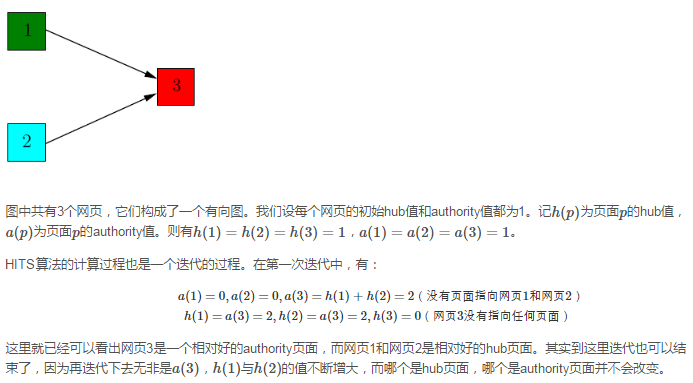 1
3
2
图中共有3个网页，它们构成了一个有向图。我们设每个网页的初始hub值和authority值都为1。记h(p)为页面p的hub值，
a(p)为页面p的authority值。则有h(1) = h(2) = h(3) = 1，a(1) = a(2) = a(3) = 1。
HITS算法的计算过程也是一个迭代的过程。在第一次迭代中，有：
a(1) = 0, a(2) = 0, a(3) = h(1) + h(2) = 2（没有页面指向网页1和网页2）
h(1) = a(3) = 2, h(2) = a(3) = 2, h(3) = 0（网页3没有指向任何页面）
这里就已经可以看出网页3是一个相对好的authority页面，而网页1和网页2是相对好的hub页面。其实到这里迭代也可以结
束了，因为再迭代下去无非是a(3)，h(1)与h(2)的值不断增大，而哪个是hub页面，哪个是authority页面并不会改变。